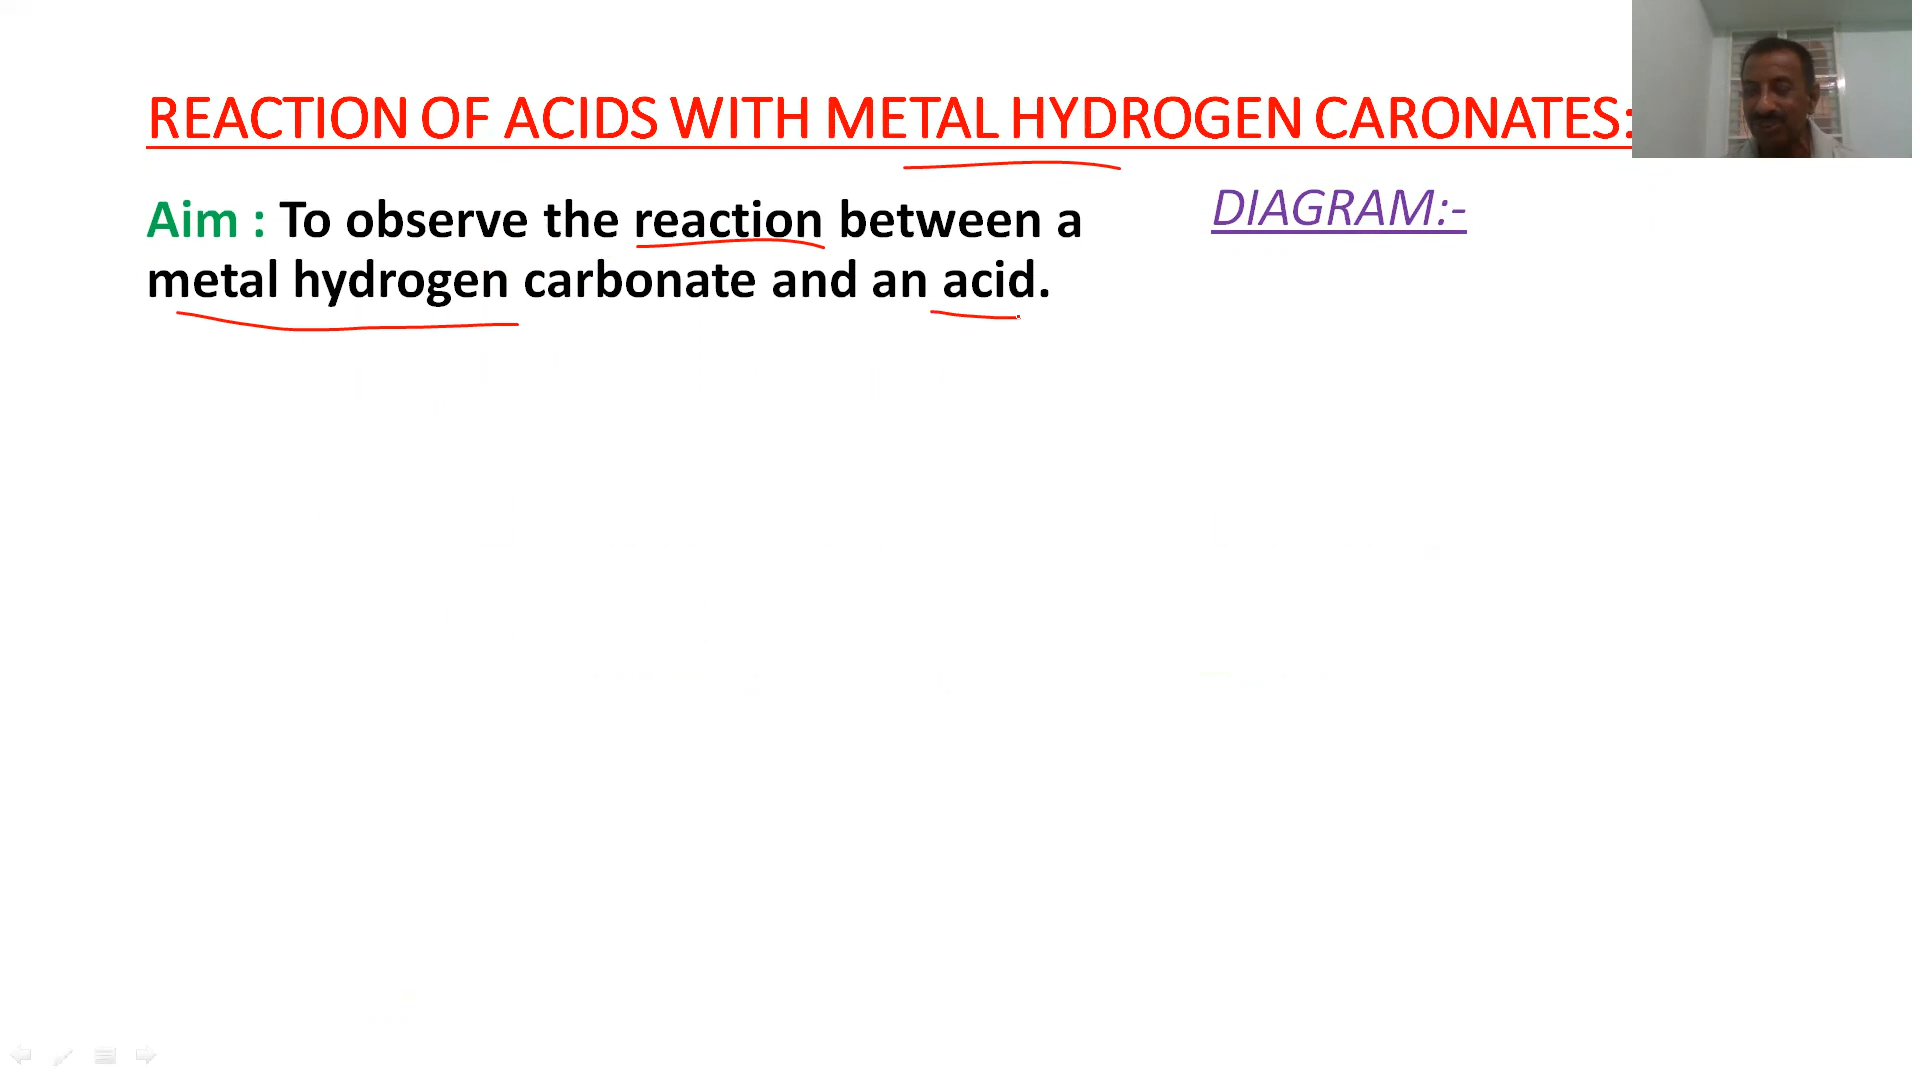 REACTION OF ACIDS WITH METAL HYDROGEN CARONATES:
Aim : To observe the reaction between a
metal hydrogen carbonate and an acid.
DIAGRAM:-